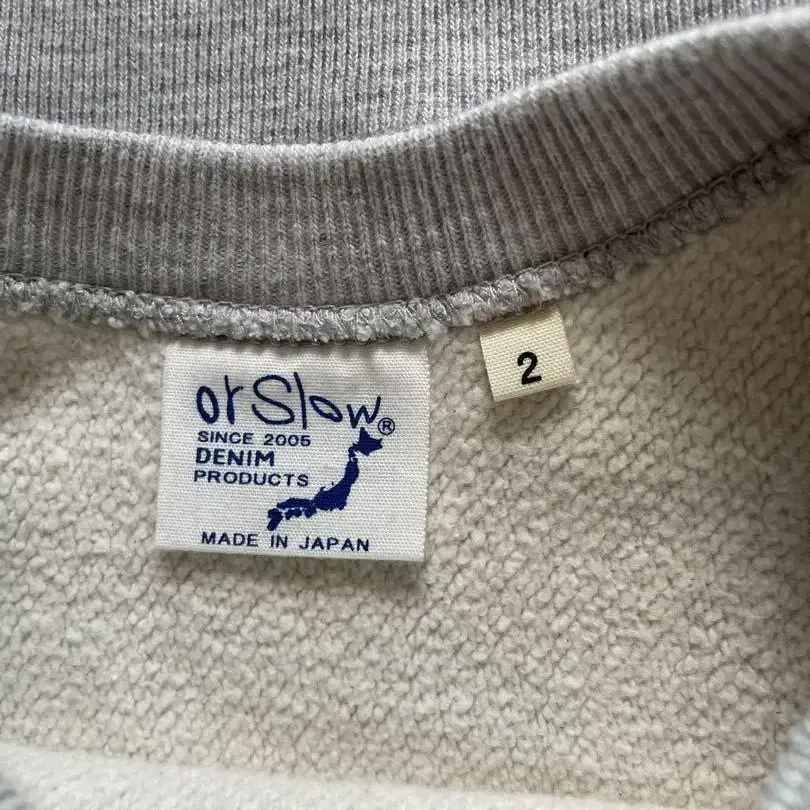 orSlow®
SINCE 2005
DENIM
PRODUCTS
MADE IN JAPAN
2